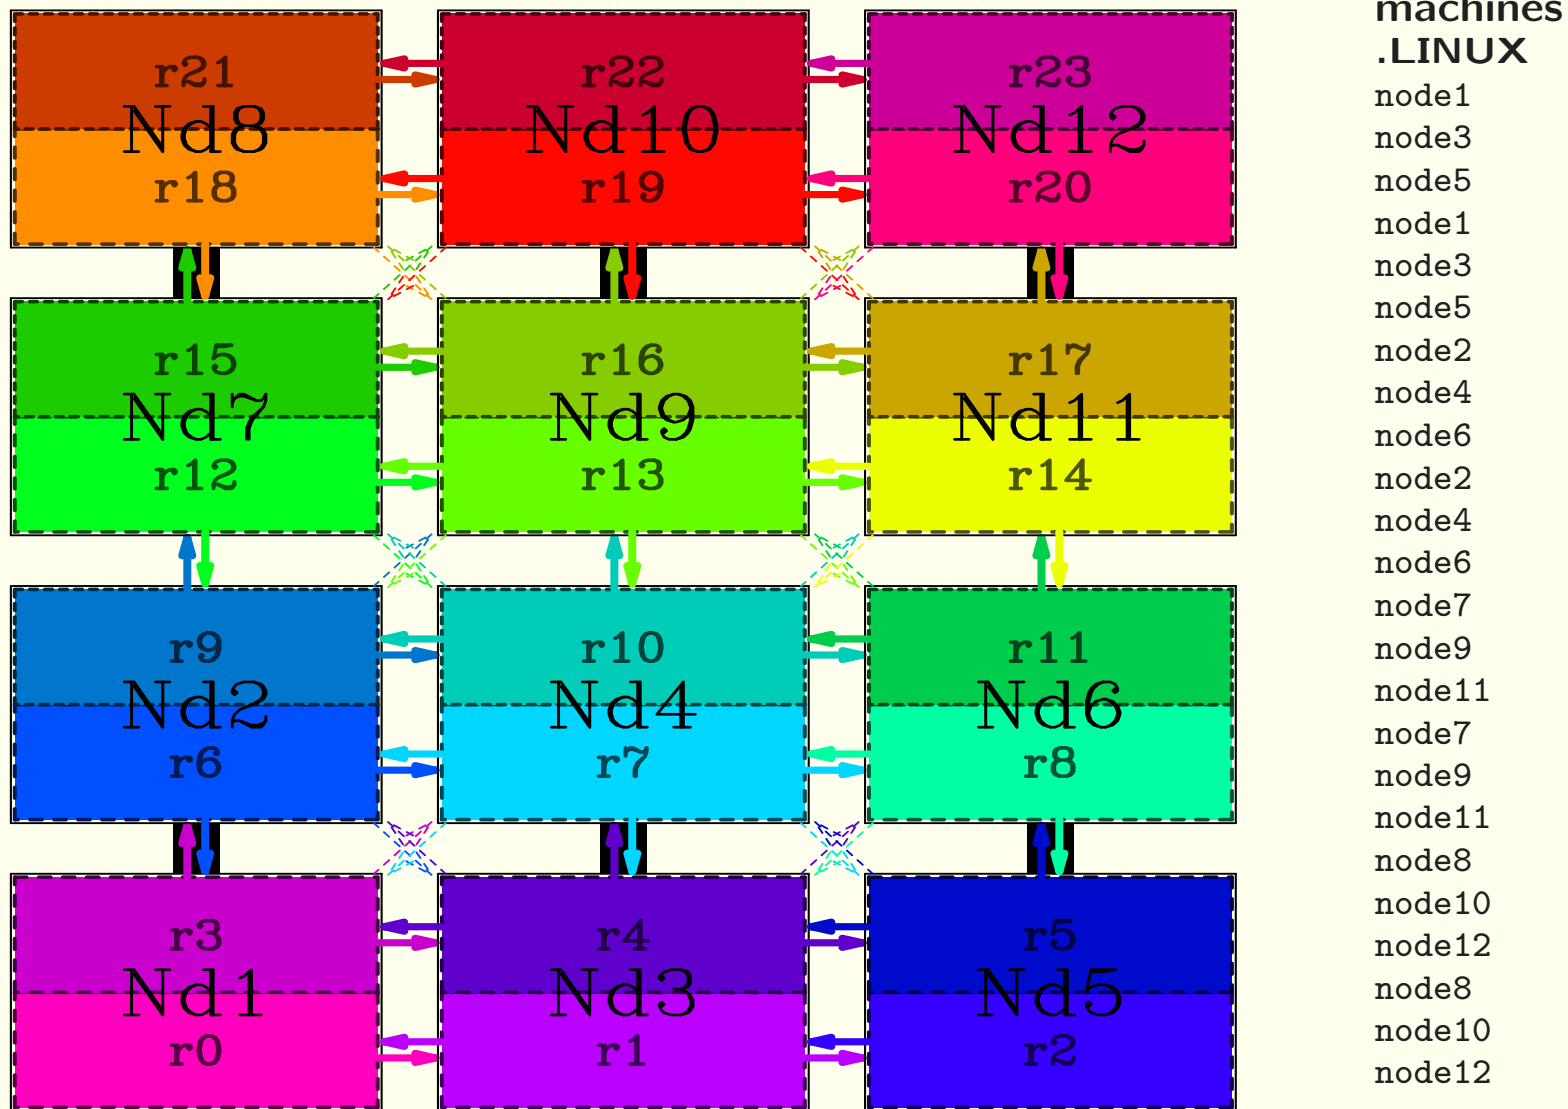 r21
Nd8
r18
r22
Nd10
r19
r23
Nd12
r20
r15
Nd7
r12
r16
Nd9
r13
r17
Nd11
r14
r9
Nd2
r6
r10
Nd4
r7
r11
Nd6
r8
r3
Nd1
r0
r4
Nd3
r1
r5
Nd5
r2
machines
.LINUX
node1
node3
node5
node1
node3
node5
node2
node4
node6
node2
node4
node6
node7
node9
node11
node7
node9
node11
node8
node10
node12
node8
node10
node12